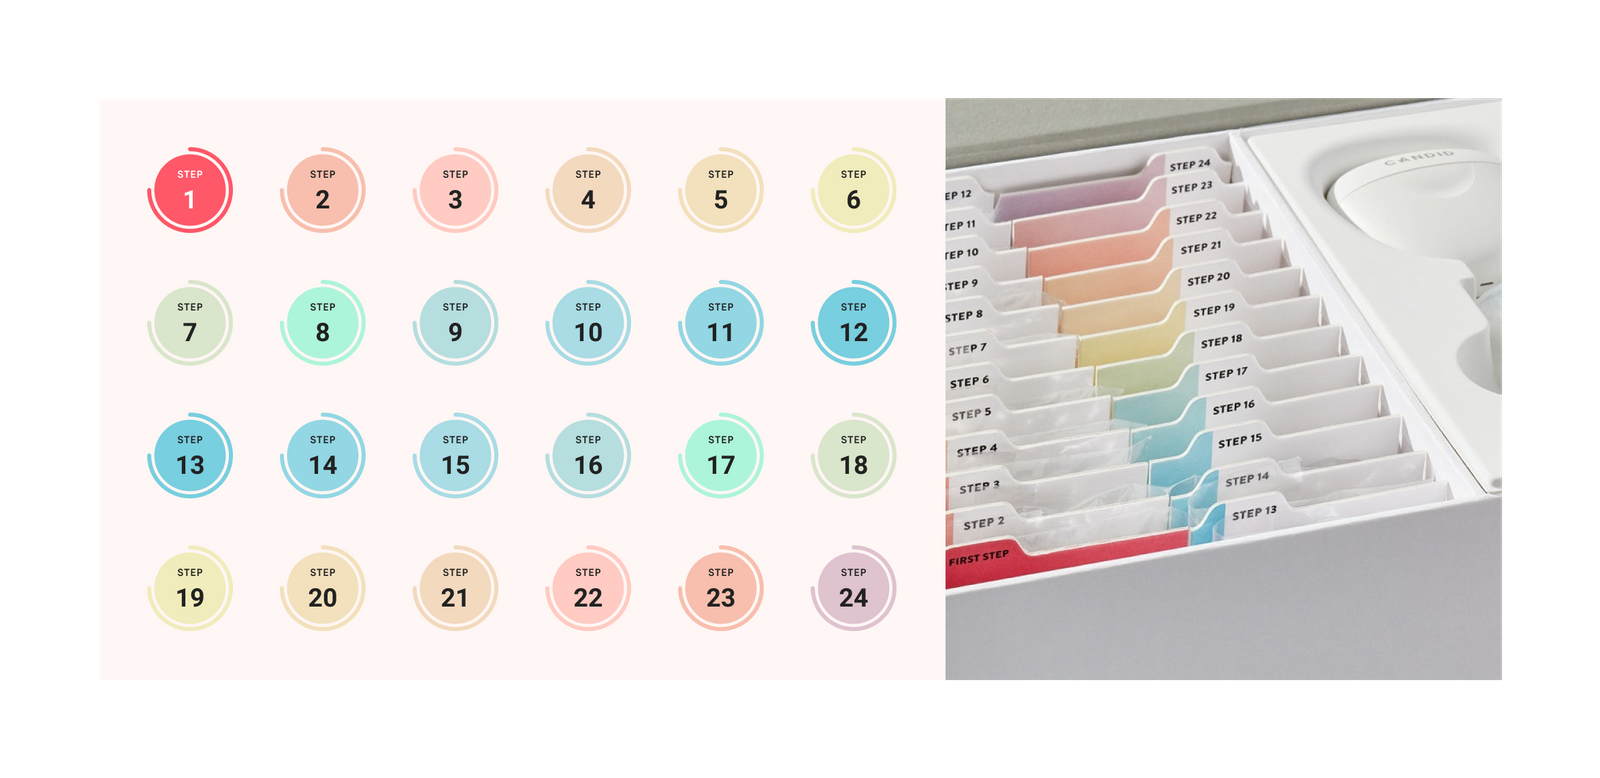 STEP
1
STEP
2
STEP
3
STEP
4
STEP
5
STEP
6
STEP
7
STEP
8
STEP
9
STEP
10
STEP
11
STEP
12
STEP
13
STEP
14
STEP
15
STEP
16
STEP
17
STEP
18
STEP
19
STEP
20
STEP
21
STEP
22
STEP
23
STEP
24
EP 12
11
10
STEP 9
STEP 8
STEP 7
STEP 6
STEP 5
STEP 4
STEP 3
STEP 2
FIRST STEP
STEP 24
STEP 23
STEP 22
STEP 21
STEP 20
STEP 19
STEP 18
STEP 17
STEP 16
STEP 15
STEP 14
STEP 13
CANDID